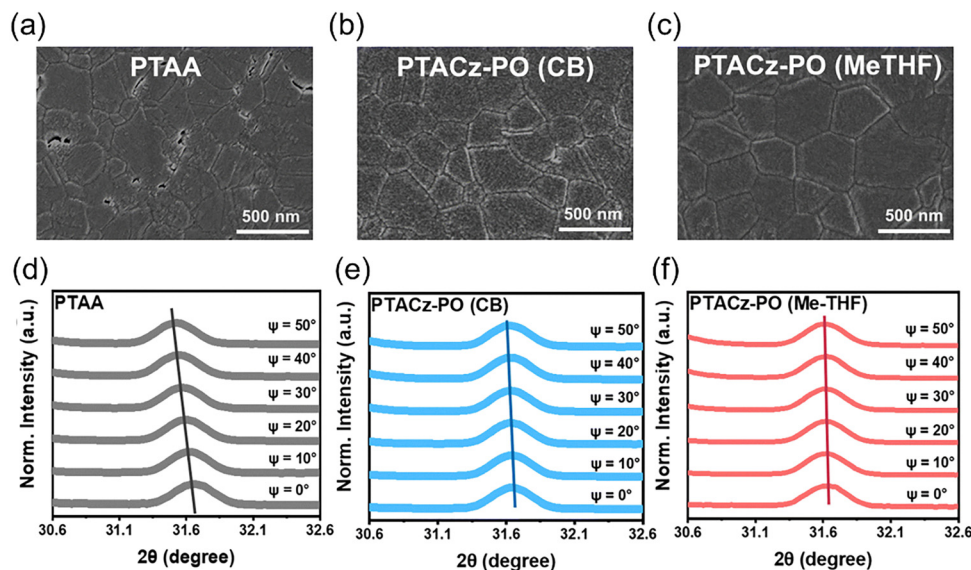 (a)
PTAA
500 nm
(b)
PTACz-PO (CB)
500 nm
(c)
PTACz-PO (MeTHF)
500 nm
(d)
PTAA
ψ = 50°
ψ = 40°
ψ = 30°
ψ = 20°
ψ = 10°
ψ = 0°
Norm. Intensity (a.u.)
30.6 31.1 31.6 32.1 32.6
2θ (degree)
(e)
PTACz-PO (CB)
ψ = 50°
ψ = 40°
ψ = 30°
ψ = 20°
ψ = 10°
ψ = 0°
Norm. Intensity (a.u.)
30.6 31.1 31.6 32.1 32.6
2θ (degree)
(f)
PTACz-PO (Me-THF)
ψ = 50°
ψ = 40°
ψ = 30°
ψ = 20°
ψ = 10°
ψ = 0°
Norm. Intensity (a.u.)
30.6 31.1 31.6 32.1 32.6
2θ (degree)